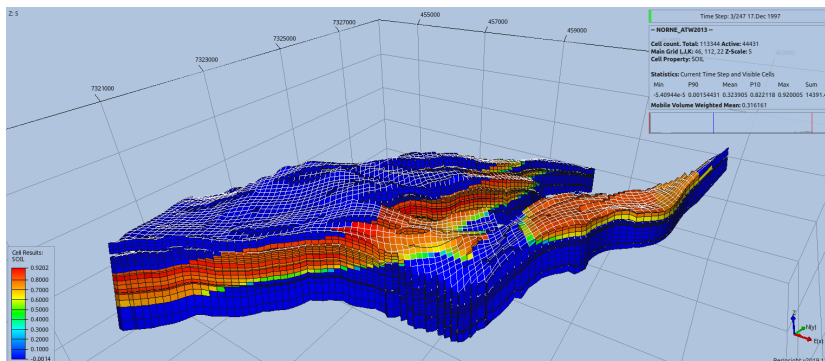 Z: 5
7321000
7323000
7325000
7327000
455000
457000
459000
Time Step: 3/247 17.Dec 1997
-- NORNE_ATW2013 --
Cell count. Total: 113344 Active: 44431
Main Grid I,J,K: 46, 112, 22 Z-Scale: 5
Cell Property: SOIL
Statistics: Current Time Step and Visible Cells
Min P90 Mean P10 Max Sum
-5.40944e-5 0.00154431 0.323905 0.822118 0.920005 14391.4
Mobile Volume Weighted Mean: 0.316161
Cell Results:
SOIL
0.9202
0.8000
0.7000
0.6000
0.5000
0.4000
0.3000
0.2000
0.1000
-0.0014
Z
N(y)
E(x)